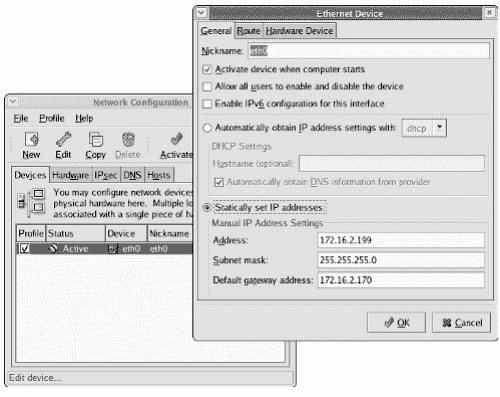 Ethernet Device
General Route Hardware Device
Nickname: eth0
Activate device when computer starts
Allow all users to enable and disable the device
Enable IPv6 configuration for this interface
Automatically obtain IP address settings with: dhcp
DHCP Settings
Hostname (optional):
Automatically obtain DNS information from provider
Statically set IP addresses:
Manual IP Address Settings
Address: 172.16.2.199
Subnet mask: 255.255.255.0
Default gateway address: 172.16.2.170
OK Cancel
Network Configuration
File Profile Help
New Edit Copy Delete Activate
Devices Hardware IPsec DNS Hosts
You may configure network devices
physical hardware here. Multiple lo
associated with a single piece of ha
Profile Status Device Nickname
Active eth0 eth0
Edit device...